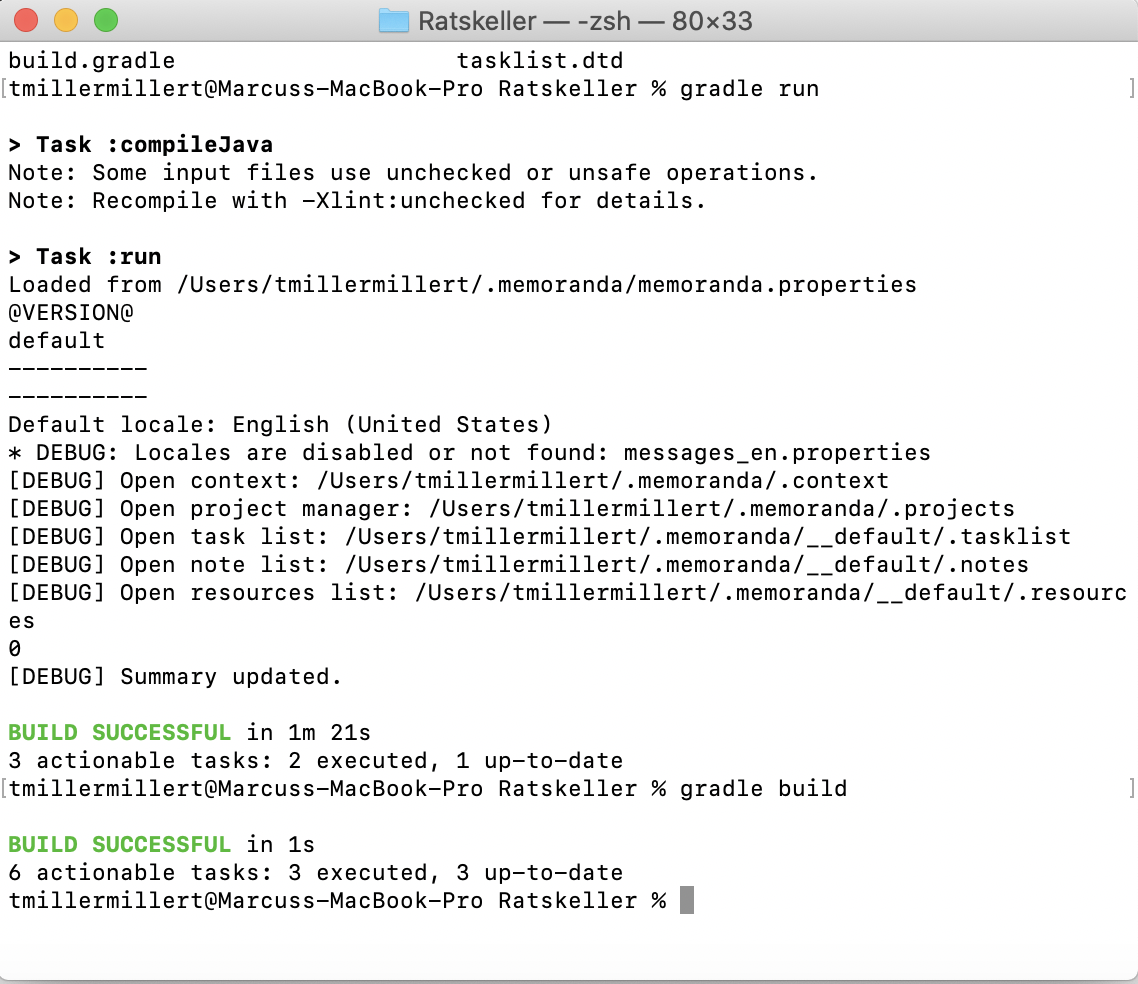 Ratskeller — -zsh — 80×33
build.gradle                    tasklist.dtd
[tmillermillert@Marcuss-MacBook-Pro Ratskeller % gradle run                      ]
> Task :compileJava
Note: Some input files use unchecked or unsafe operations.
Note: Recompile with -Xlint:unchecked for details.
> Task :run
Loaded from /Users/tmillermillert/.memoranda/memoranda.properties
@VERSION@
default
----------
----------
Default locale: English (United States)
* DEBUG: Locales are disabled or not found: messages_en.properties
[DEBUG] Open context: /Users/tmillermillert/.memoranda/.context
[DEBUG] Open project manager: /Users/tmillermillert/.memoranda/.projects
[DEBUG] Open task list: /Users/tmillermillert/.memoranda/__default/.tasklist
[DEBUG] Open note list: /Users/tmillermillert/.memoranda/__default/.notes
[DEBUG] Open resources list: /Users/tmillermillert/.memoranda/__default/.resourc
es
0
[DEBUG] Summary updated.
BUILD SUCCESSFUL in 1m 21s
3 actionable tasks: 2 executed, 1 up-to-date
[tmillermillert@Marcuss-MacBook-Pro Ratskeller % gradle build                    ]
BUILD SUCCESSFUL in 1s
6 actionable tasks: 3 executed, 3 up-to-date
tmillermillert@Marcuss-MacBook-Pro Ratskeller %